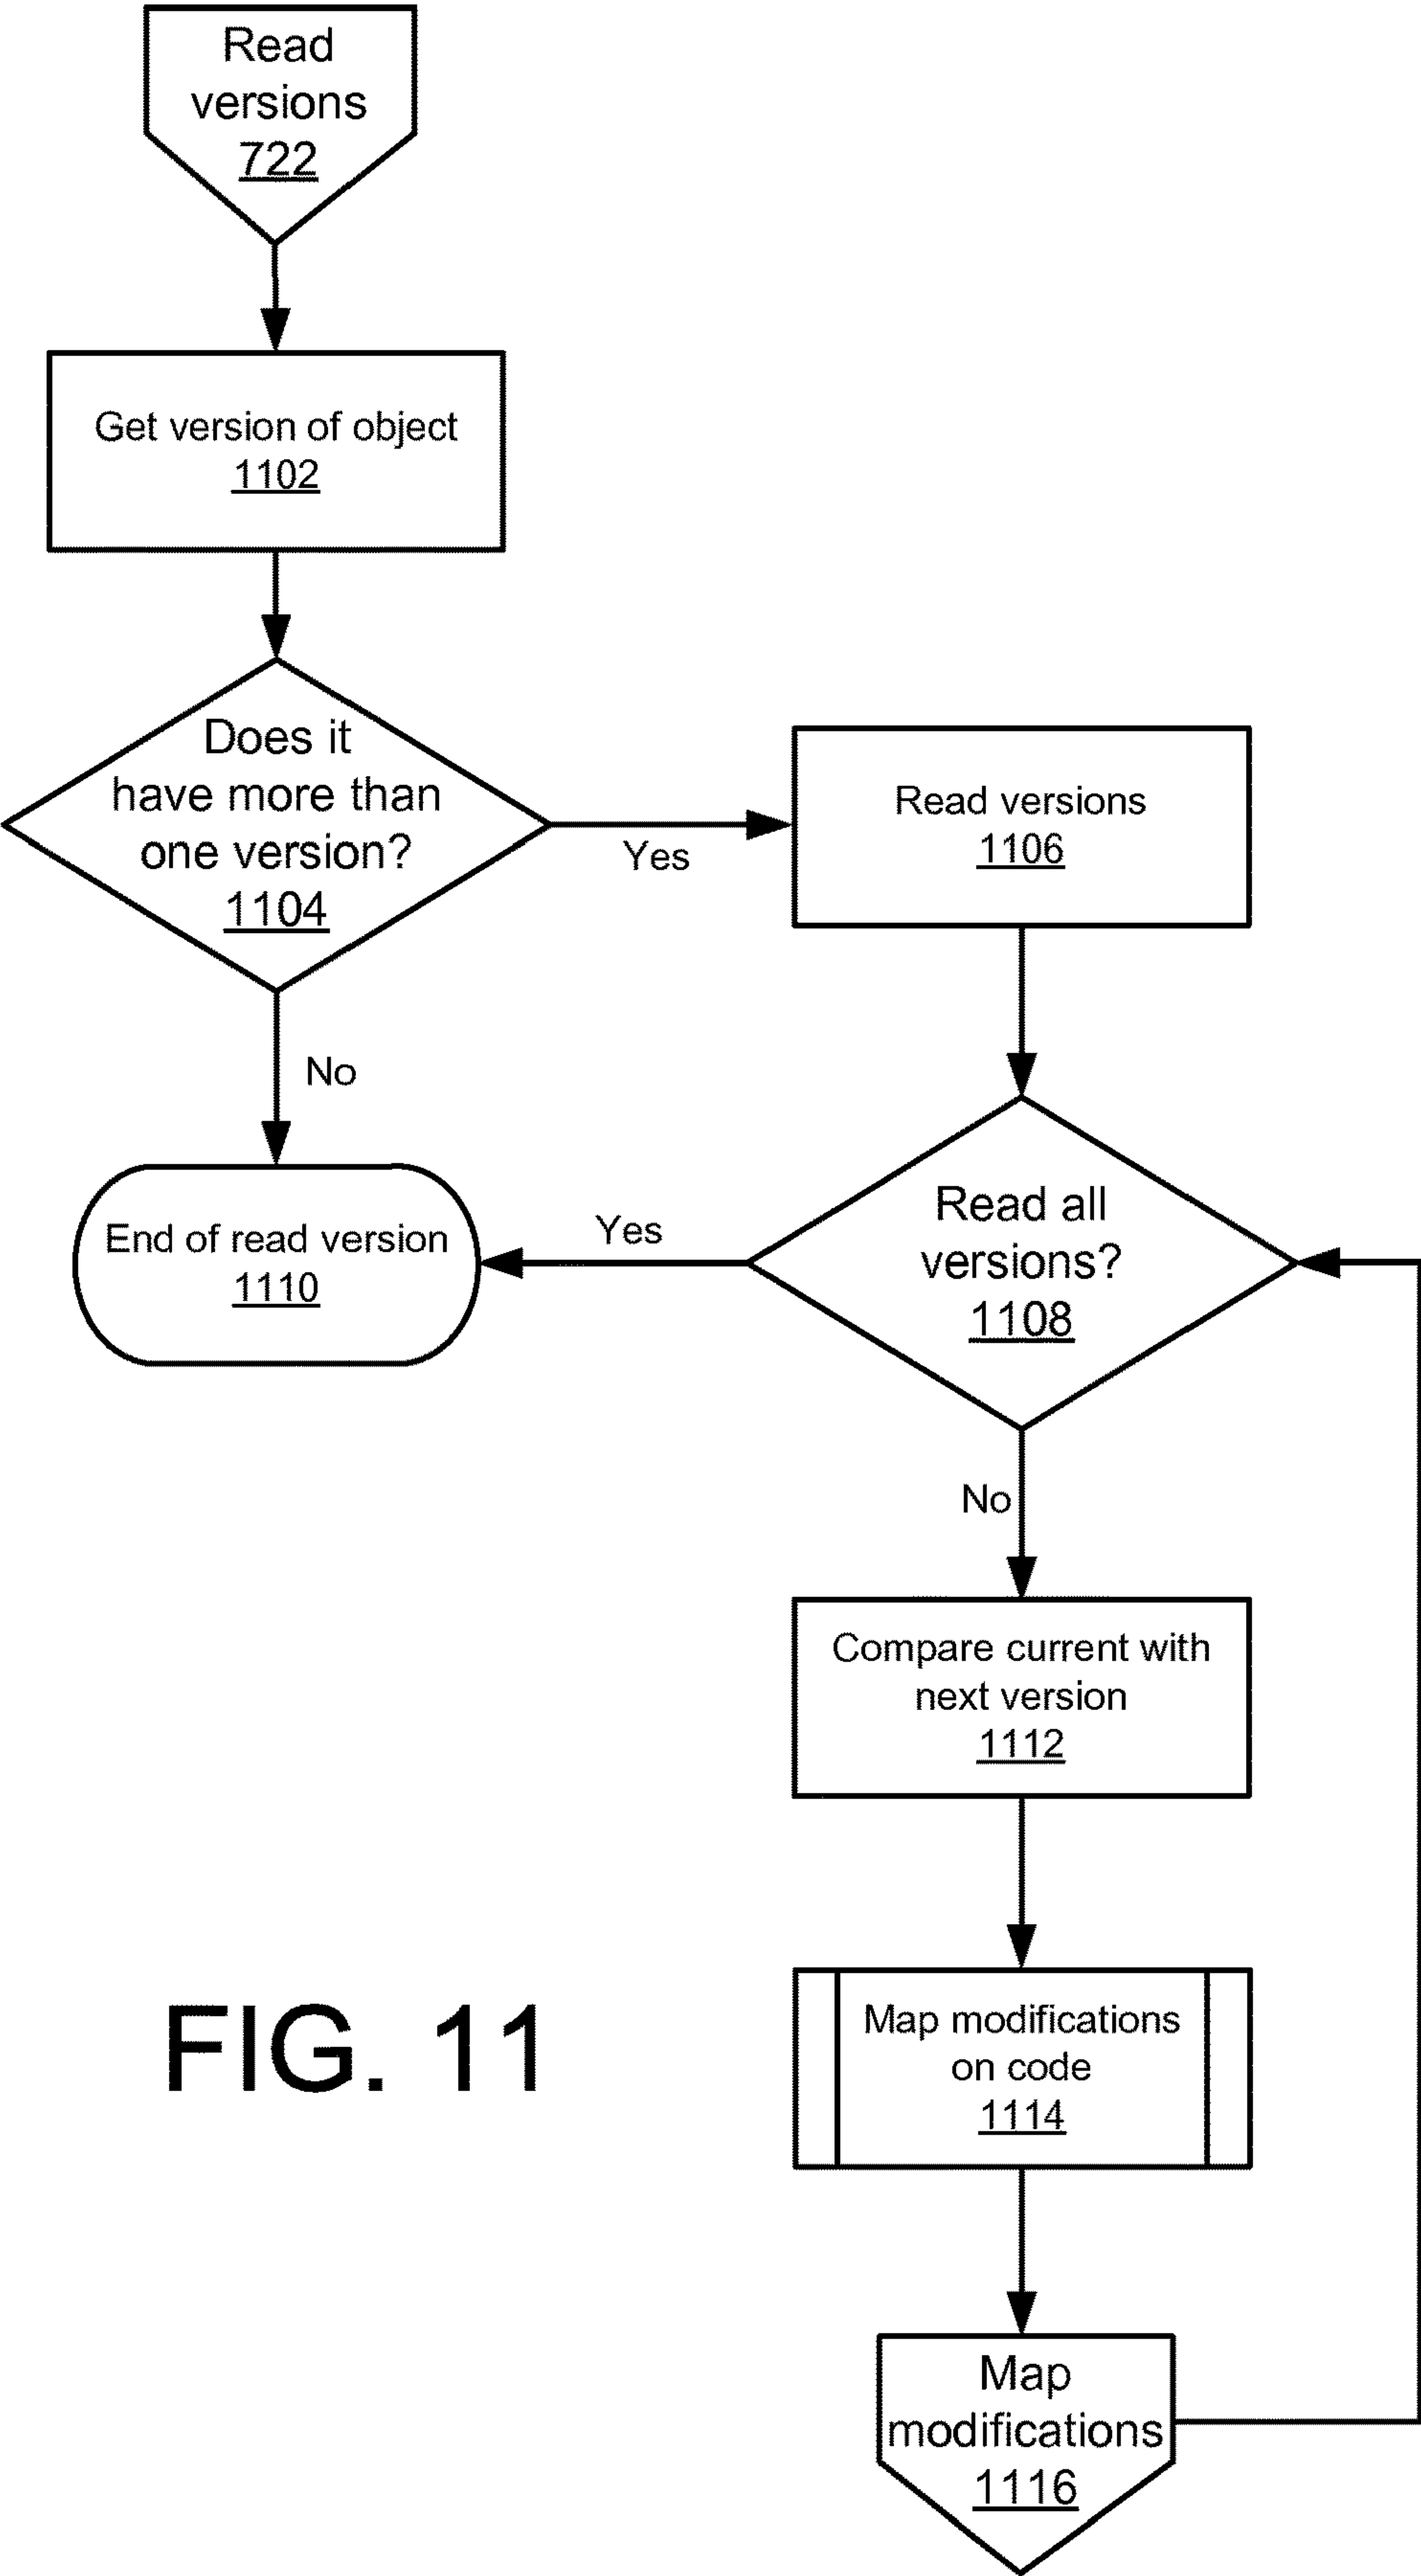 Read
versions
722
Get version of object
1102
Does it
have more than
one version?
1104
Yes
Read versions
1106
No
End of read version
1110
Yes
Read all
versions?
1108
No
Compare current with
next version
1112
Map modifications
on code
1114
Map
modifications
1116
FIG. 11